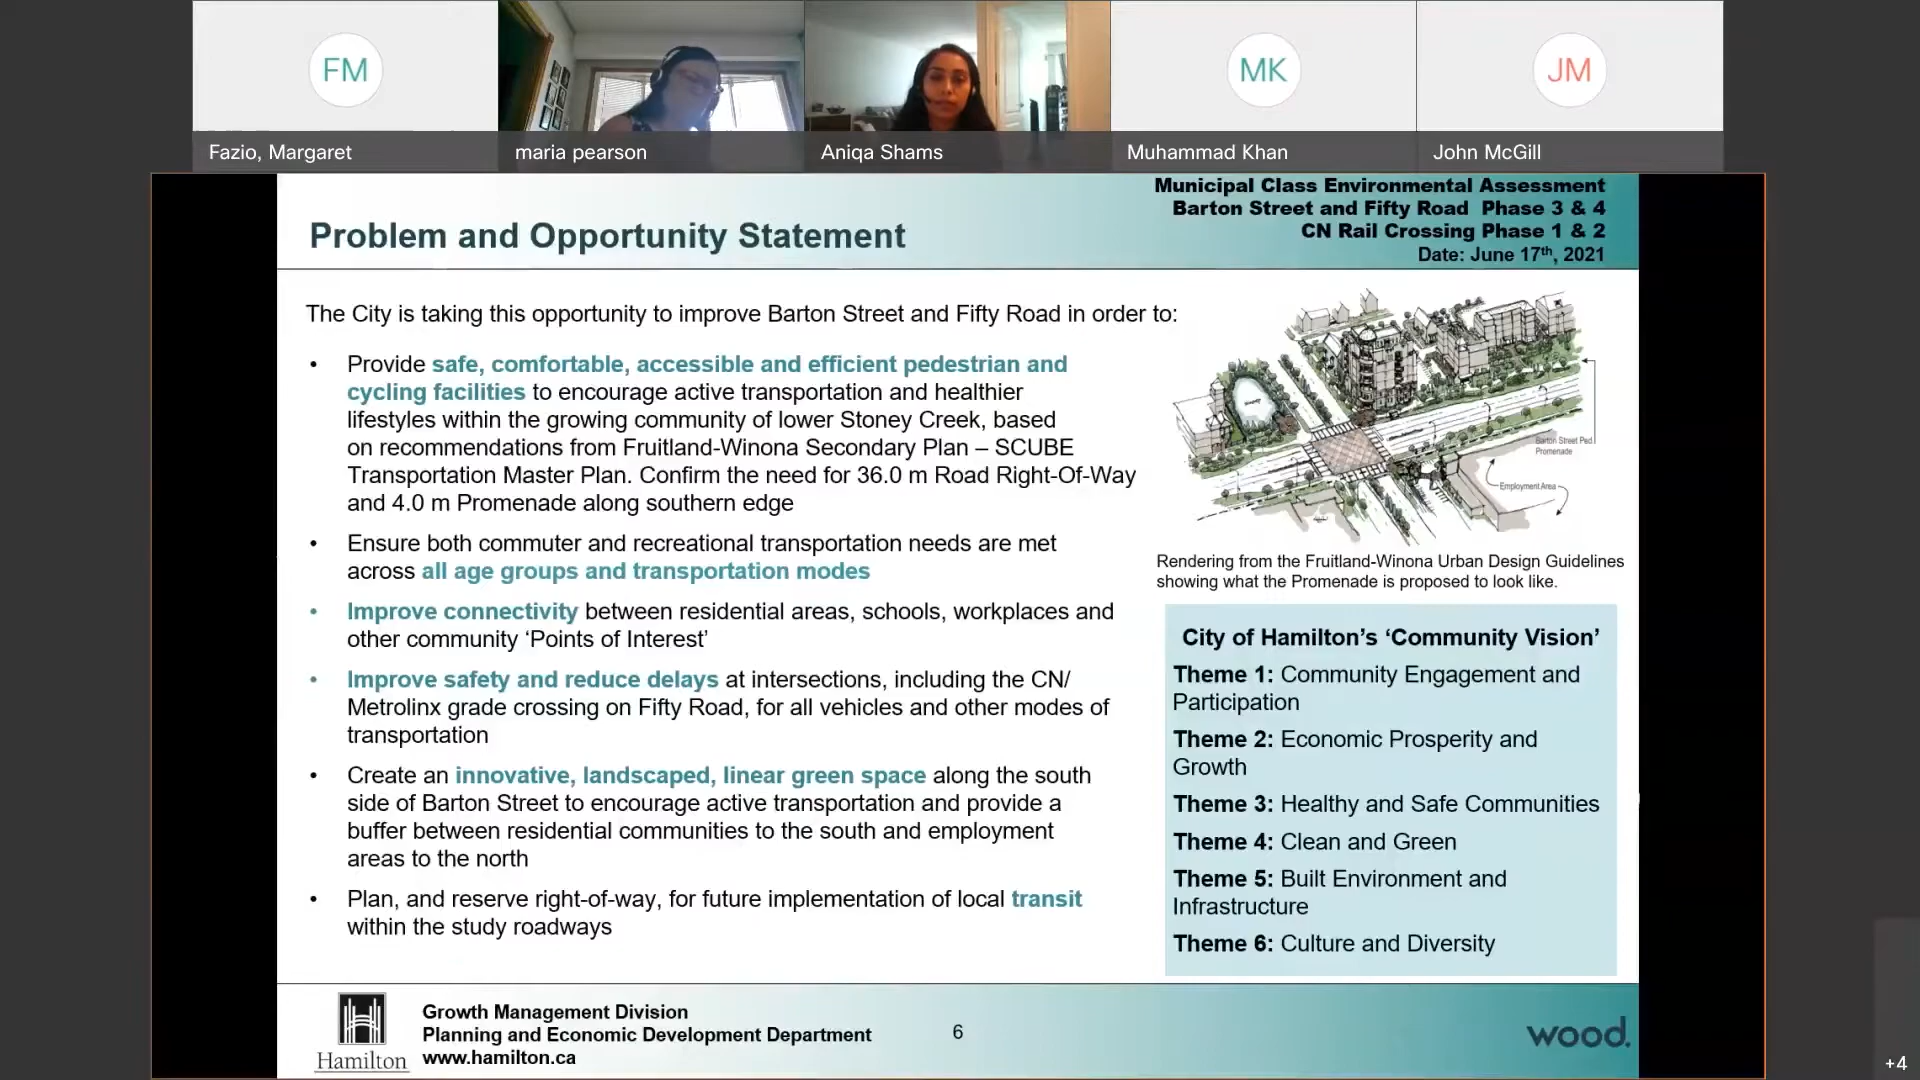 FM
MK
JM
Fazio, Margaret
maria pearson
Aniqa Shams
Muhammad Khan
John McGill
Municipal Class Environmental Assessment
Barton Street and Fifty Road Phase 3 & 4
CN Rail Crossing Phase 1 & 2
Date: June 17th, 2021
Problem and Opportunity Statement
The City is taking this opportunity to improve Barton Street and Fifty Road in order to:
• Provide safe, comfortable, accessible and efficient pedestrian and
cycling facilities to encourage active transportation and healthier
lifestyles within the growing community of lower Stoney Creek, based
on recommendations from Fruitland-Winona Secondary Plan – SCUBE
Transportation Master Plan. Confirm the need for 36.0 m Road Right-Of-Way
and 4.0 m Promenade along southern edge
• Ensure both commuter and recreational transportation needs are met
across all age groups and transportation modes
• Improve connectivity between residential areas, schools, workplaces and
other community ‘Points of Interest’
• Improve safety and reduce delays at intersections, including the CN/
Metrolinx grade crossing on Fifty Road, for all vehicles and other modes of
transportation
• Create an innovative, landscaped, linear green space along the south
side of Barton Street to encourage active transportation and provide a
buffer between residential communities to the south and employment
areas to the north
• Plan, and reserve right-of-way, for future implementation of local transit
within the study roadways
Barton Street Ped.
Promenade
Employment Area
Rendering from the Fruitland-Winona Urban Design Guidelines
showing what the Promenade is proposed to look like.
City of Hamilton’s ‘Community Vision’
Theme 1: Community Engagement and
Participation
Theme 2: Economic Prosperity and
Growth
Theme 3: Healthy and Safe Communities
Theme 4: Clean and Green
Theme 5: Built Environment and
Infrastructure
Theme 6: Culture and Diversity
Hamilton
Growth Management Division
Planning and Economic Development Department
www.hamilton.ca
6
wood.
+4